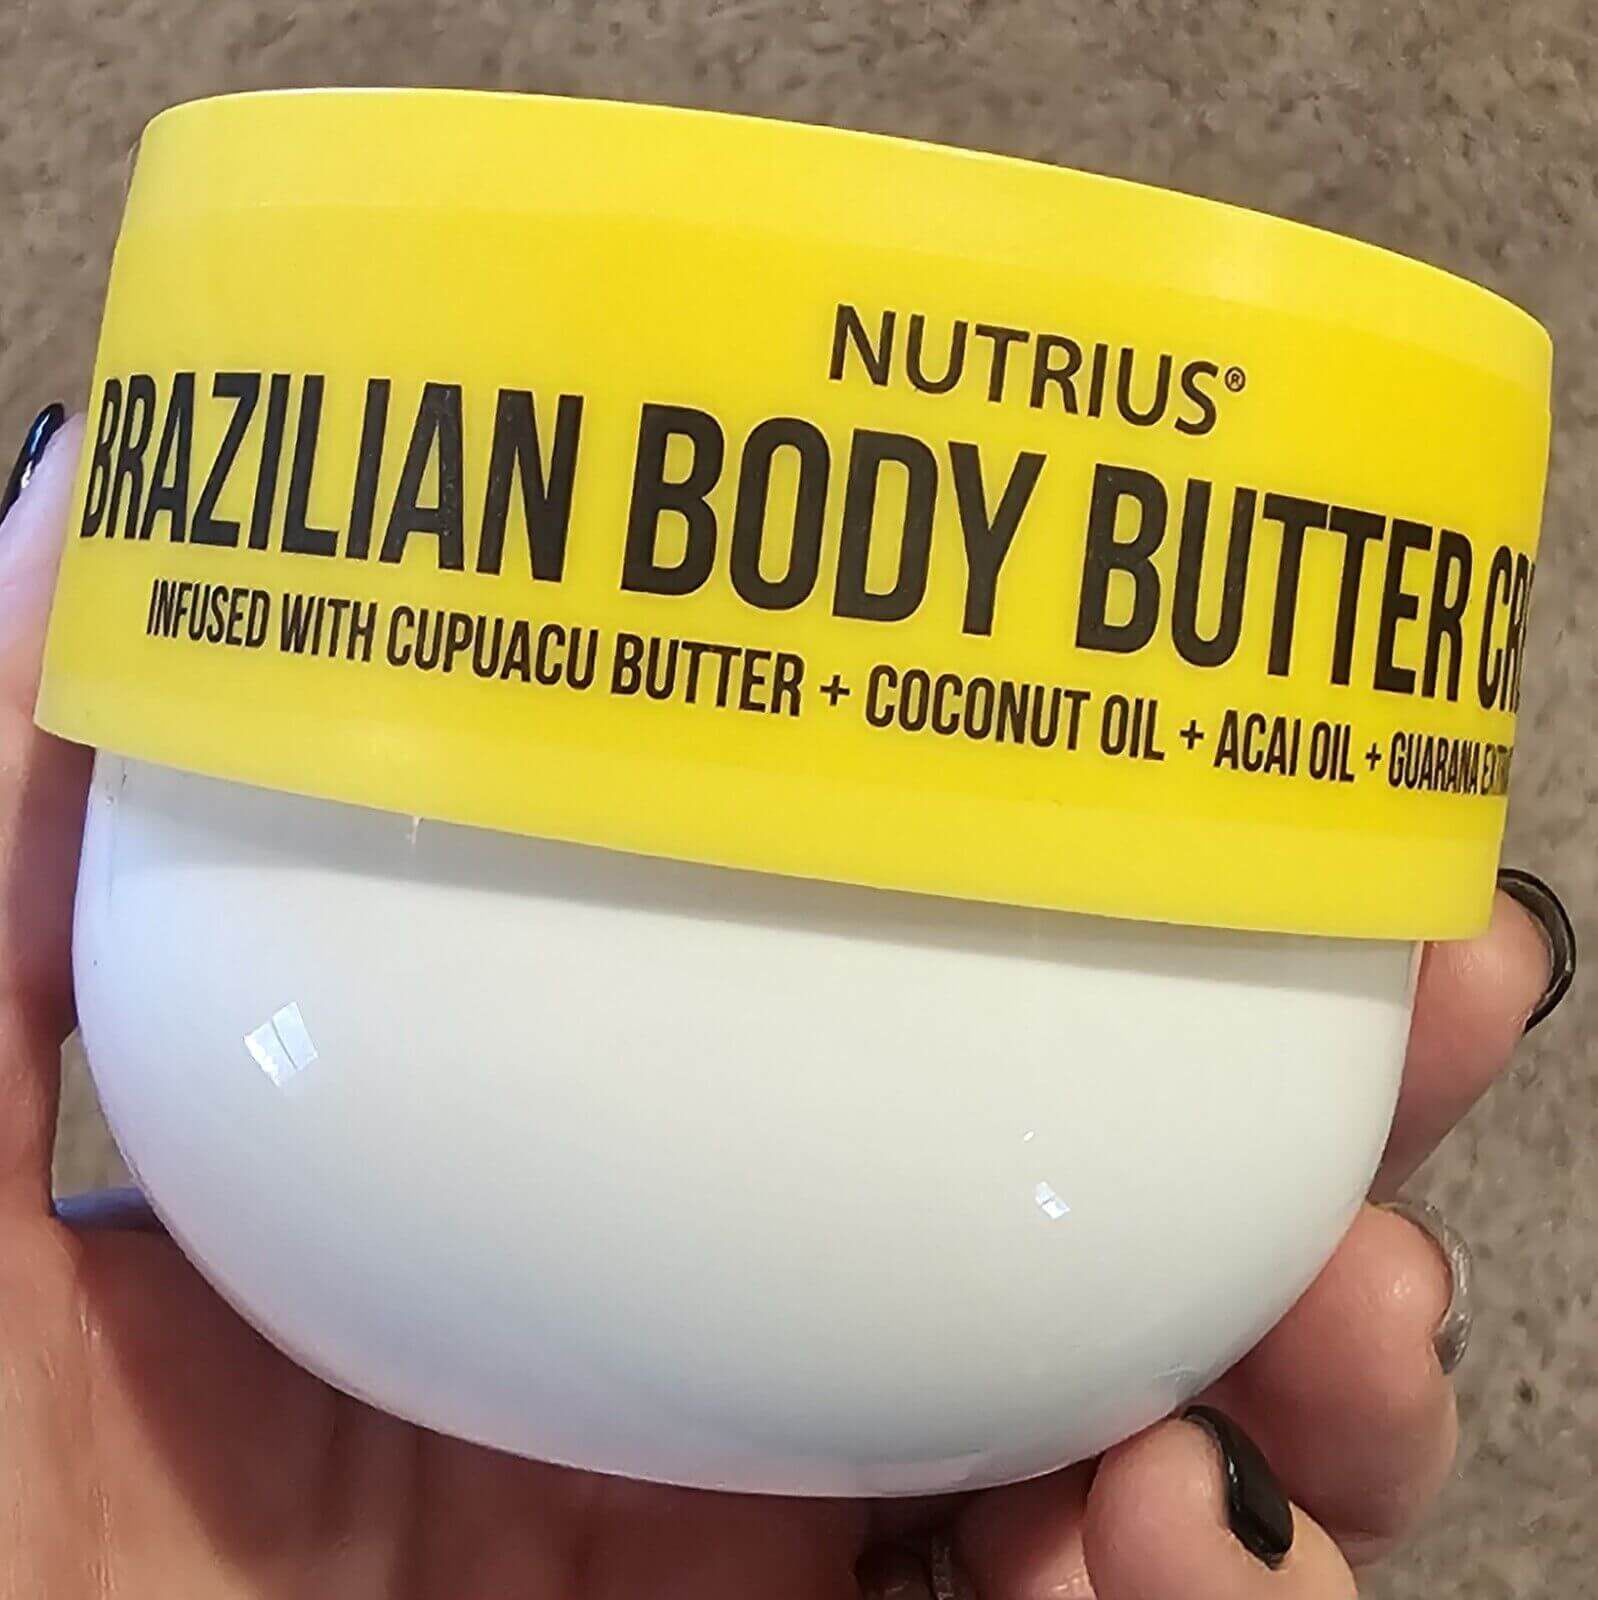 NUTRIUS®
BRAZILIAN BODY BUTTER
INFUSED WITH CUPUACU BUTTER + COCONUT OIL + ACAI OIL + GUARANA